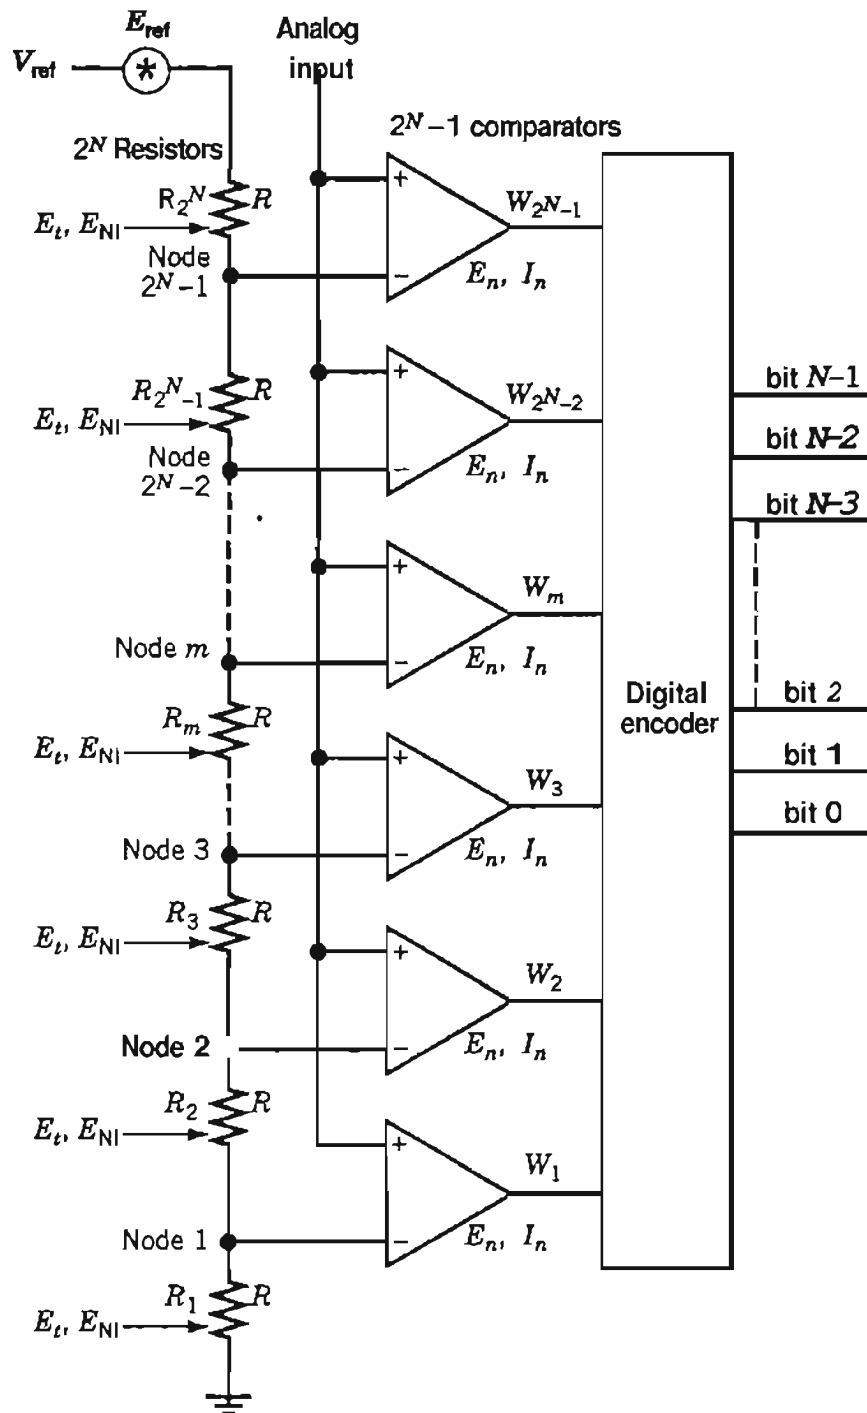 E_ref
V_ref
*
Analog
input
2^N Resistors
2^N–1 comparators
R_2^N R
E_t, E_NI
Node
2^N–1
+
−
W_2^N–1
E_n, I_n
R_2^N–1 R
E_t, E_NI
Node
2^N–2
+
−
W_2^N–2
E_n, I_n
bit N–1
bit N–2
bit N–3
Node m
+
−
W_m
E_n, I_n
R_m R
E_t, E_NI
Digital
encoder
bit 2
bit 1
bit 0
Node 3
+
−
W_3
E_n, I_n
R_3 R
E_t, E_NI
Node 2
+
−
W_2
E_n, I_n
R_2 R
E_t, E_NI
Node 1
+
−
W_1
E_n, I_n
R_1 R
E_t, E_NI